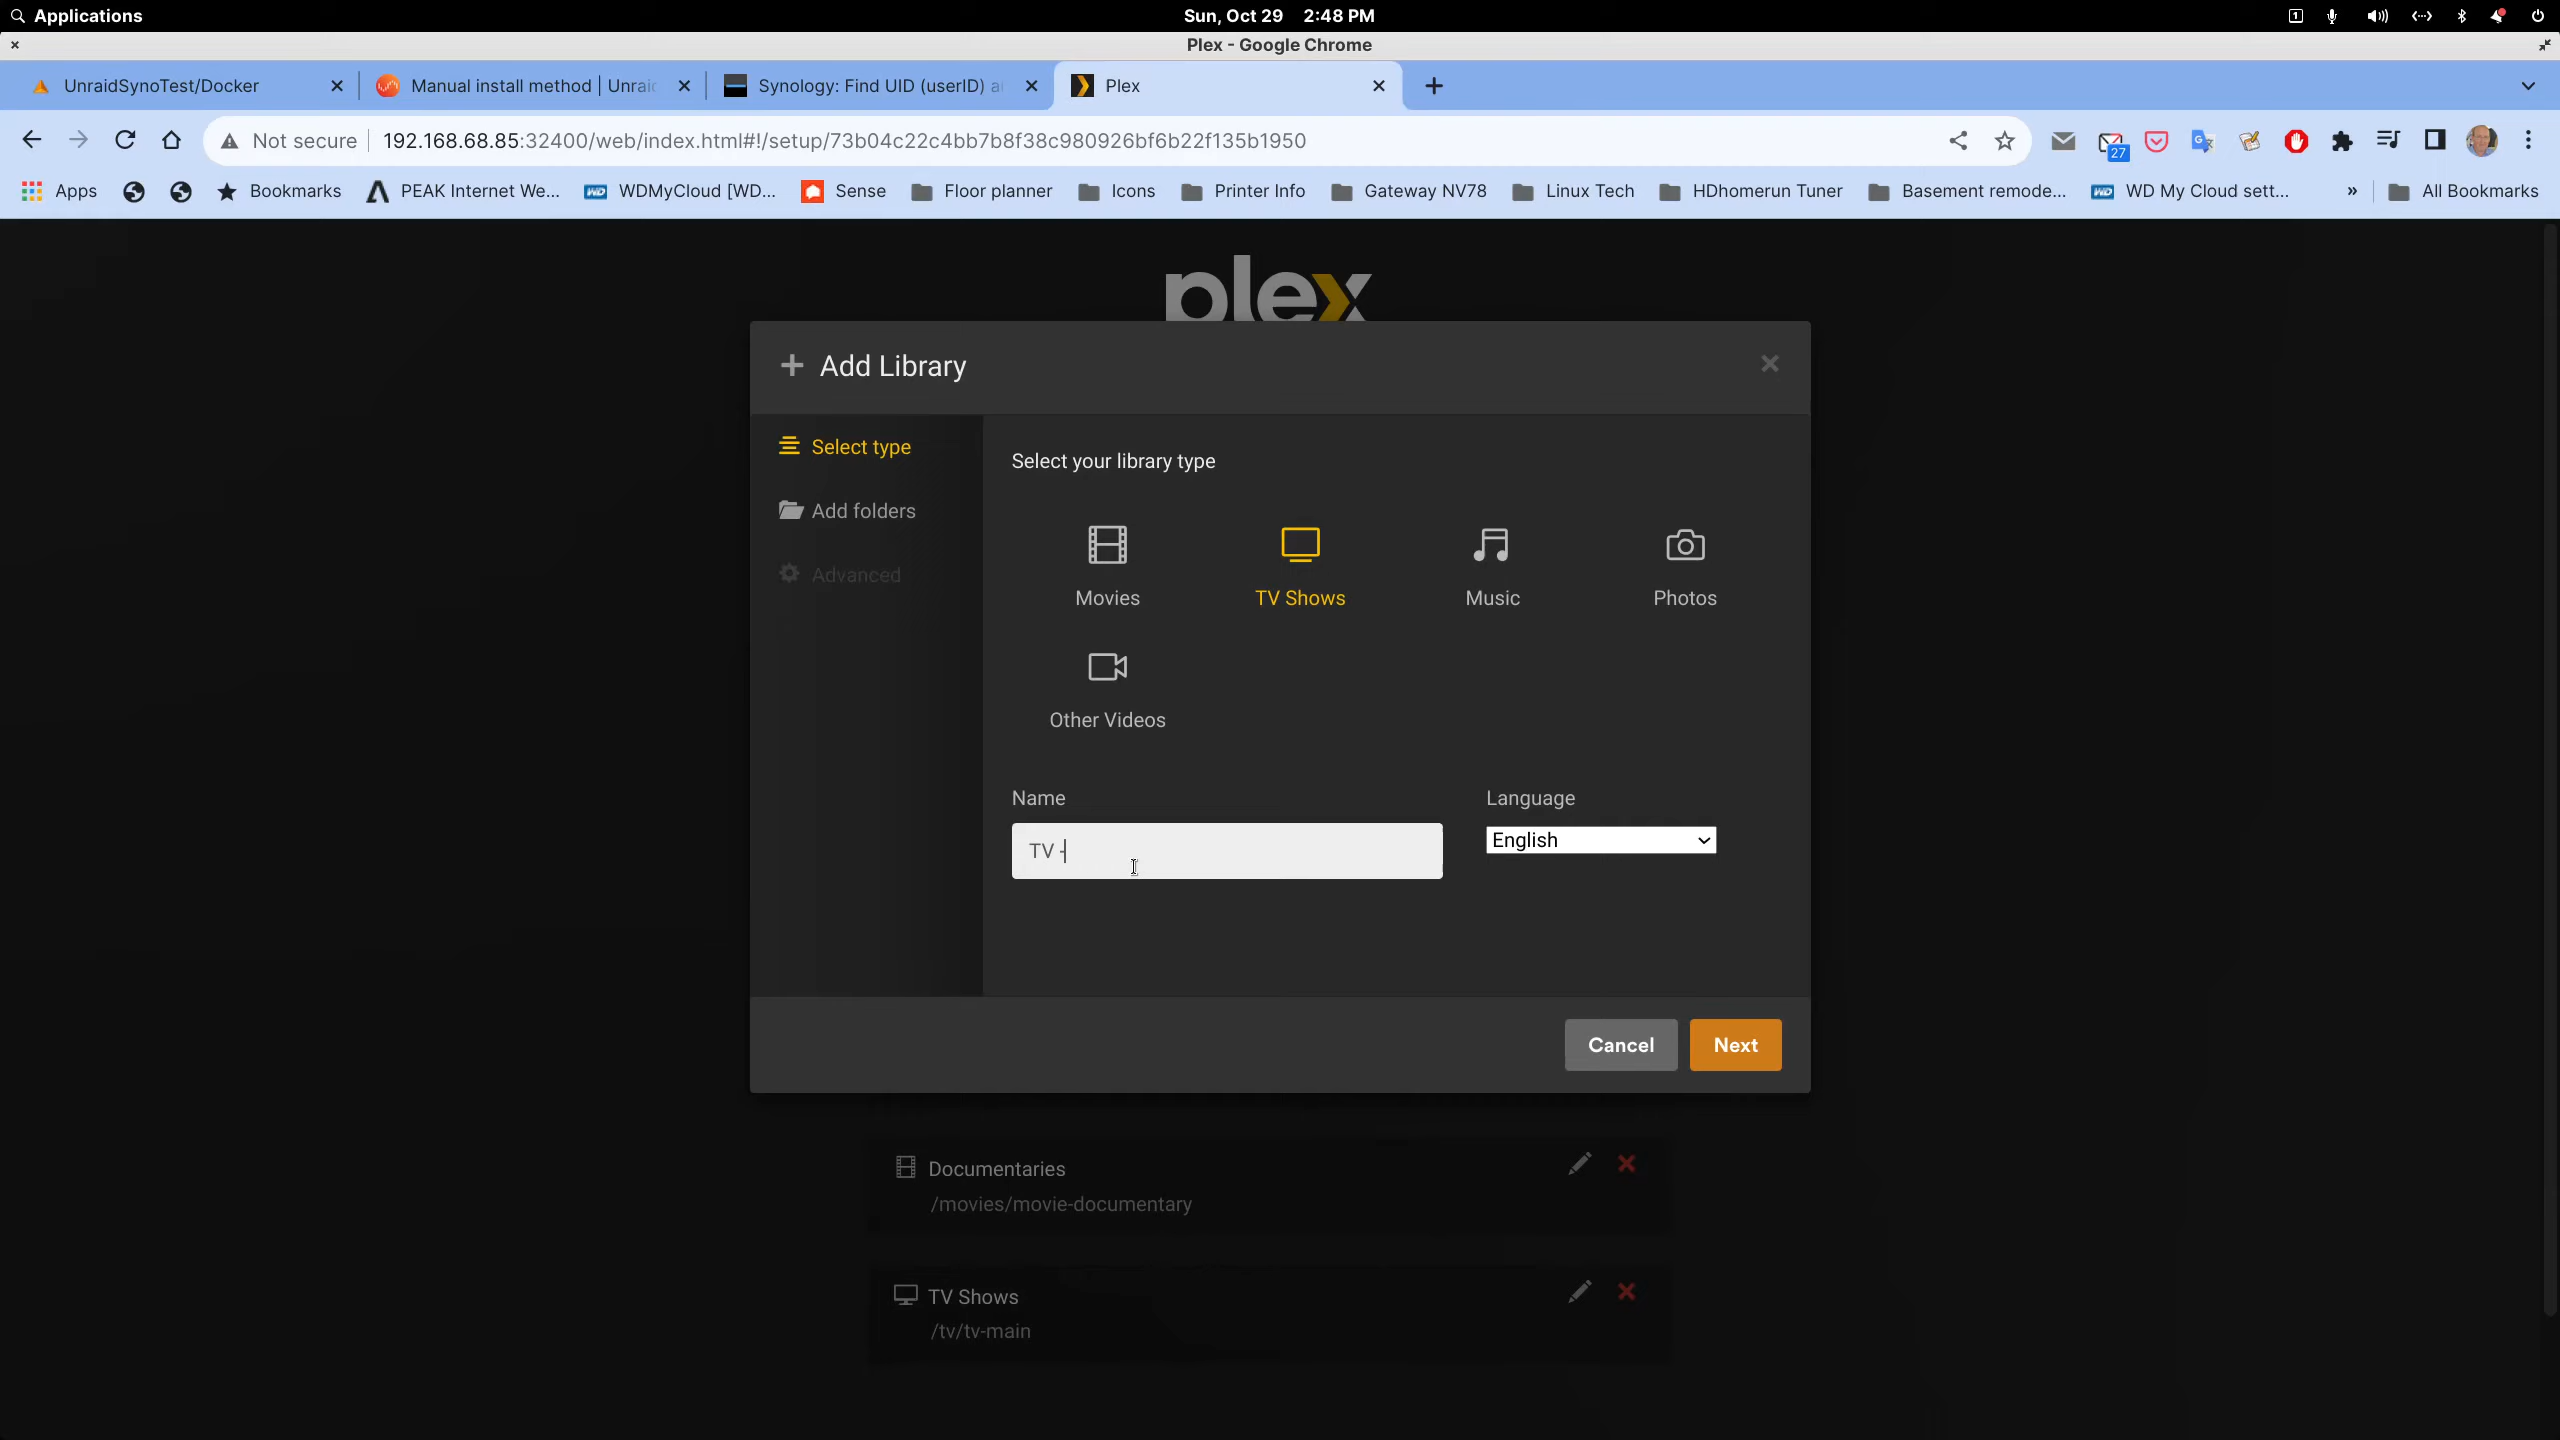 Applications
Sun, Oct 29 2:48 PM
1
Plex - Google Chrome
UnraidSynoTest/Docker
Manual install method | Unraid
Synology: Find UID (userID) a
Plex
Not secure
192.168.68.85:32400/web/index.html#!/setup/73b04c22c4bb7b8f38c980926bf6b22f135b1950
27
Apps
Bookmarks
PEAK Internet We...
WD
WDMyCloud [WD...
Sense
Floor planner
Icons
Printer Info
Gateway NV78
Linux Tech
HDhomerun Tuner
Basement remode...
WD
WD My Cloud sett...
»
All Bookmarks
plex
Add Library
Select type
Add folders
Advanced
Select your library type
Movies
TV Shows
Music
Photos
Other Videos
Name
Language
TV -
English
Cancel
Next
Documentaries
/movies/movie-documentary
TV Shows
/tv/tv-main